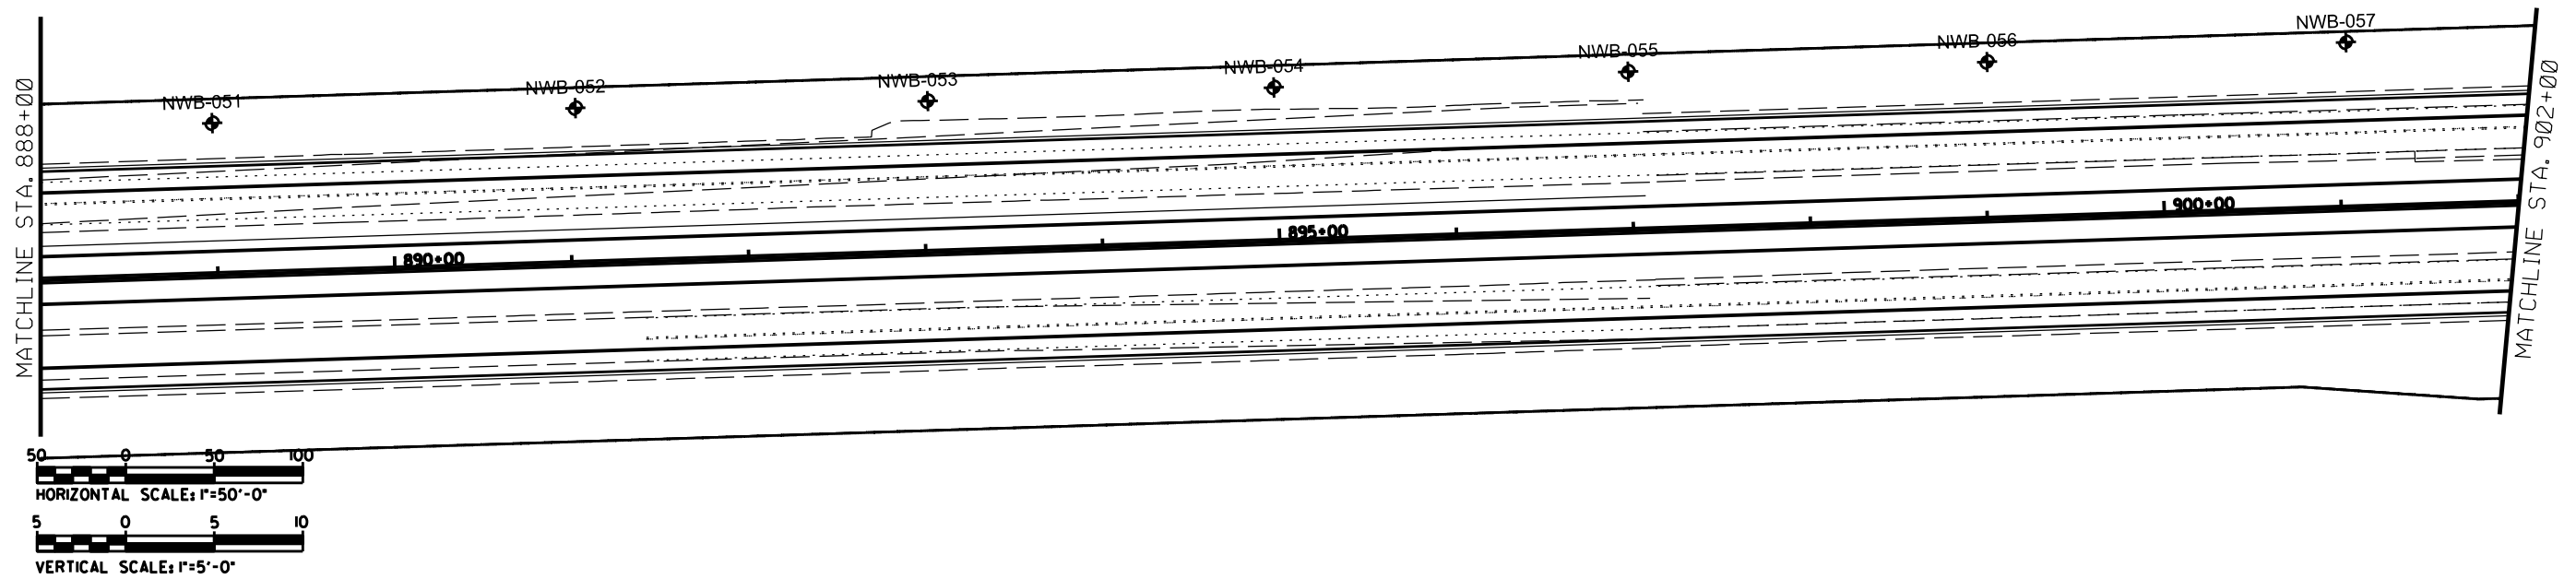 NWB-051
NWB-052
NWB-053
NWB-054
NWB-055
NWB-056
NWB-057
MATCHLINE STA. 888+00
890+00
895+00
900+00
MATCHLINE STA. 902+00
50 0 50 100
HORIZONTAL SCALE: 1"=50'-0"
5 0 5 10
VERTICAL SCALE: 1"=5'-0"